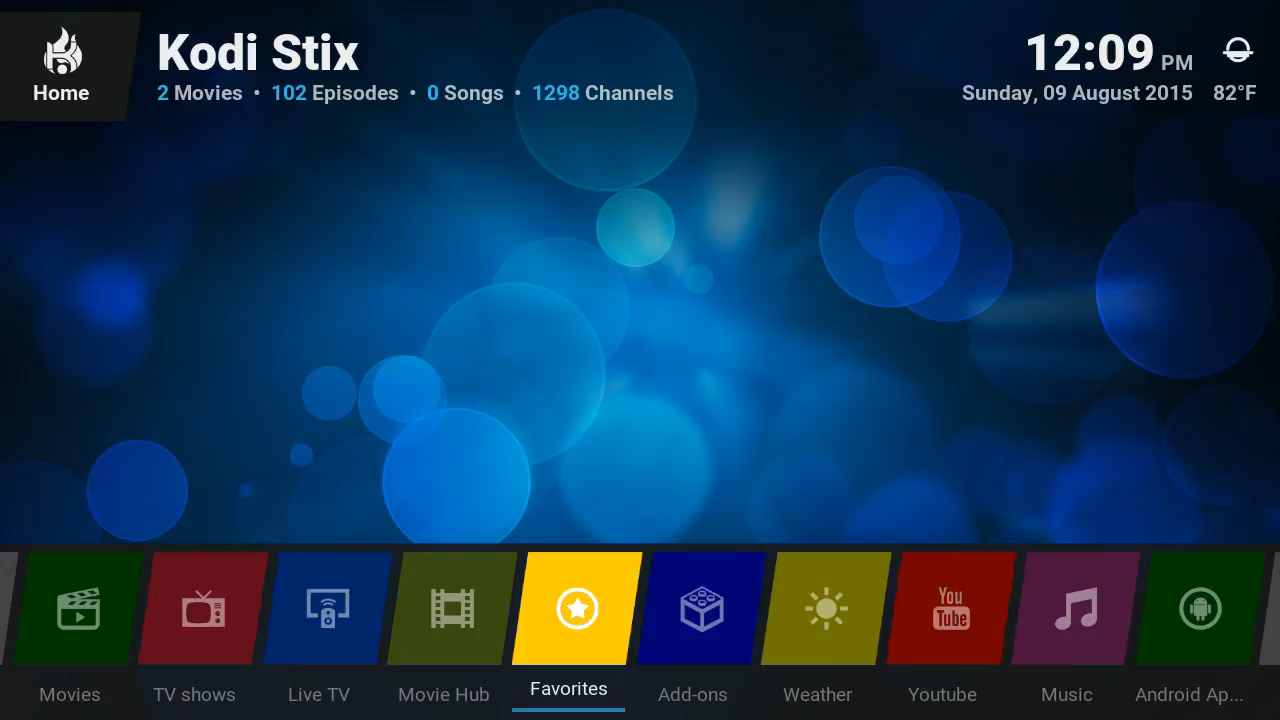 Home
Kodi Stix
2 Movies • 102 Episodes • 0 Songs • 1298 Channels
12:09 PM
Sunday, 09 August 2015 82°F
You
Tube
Movies
TV shows
Live TV
Movie Hub
Favorites
Add-ons
Weather
Youtube
Music
Android Ap...